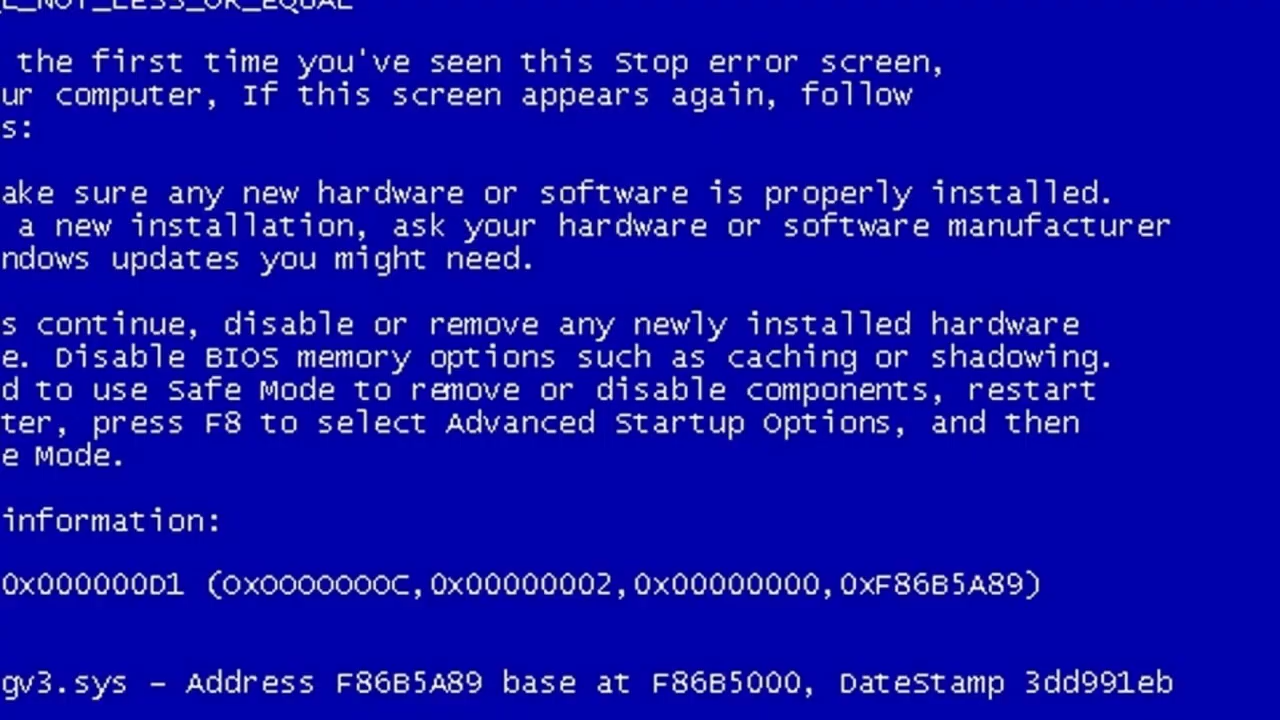 L_NOT_LESS_OR_EQUAL
the first time you've seen this Stop error screen,
ur computer, If this screen appears again, follow
s:
ake sure any new hardware or software is properly installed.
a new installation, ask your hardware or software manufacturer
ndows updates you might need.
s continue, disable or remove any newly installed hardware
e. Disable BIOS memory options such as caching or shadowing.
d to use Safe Mode to remove or disable components, restart
ter, press F8 to select Advanced Startup Options, and then
e Mode.
information:
0x000000D1 (0x0000000C,0x00000002,0x00000000,0xF86B5A89)
gv3.sys – Address F86B5A89 base at F86B5000, DateStamp 3dd991eb